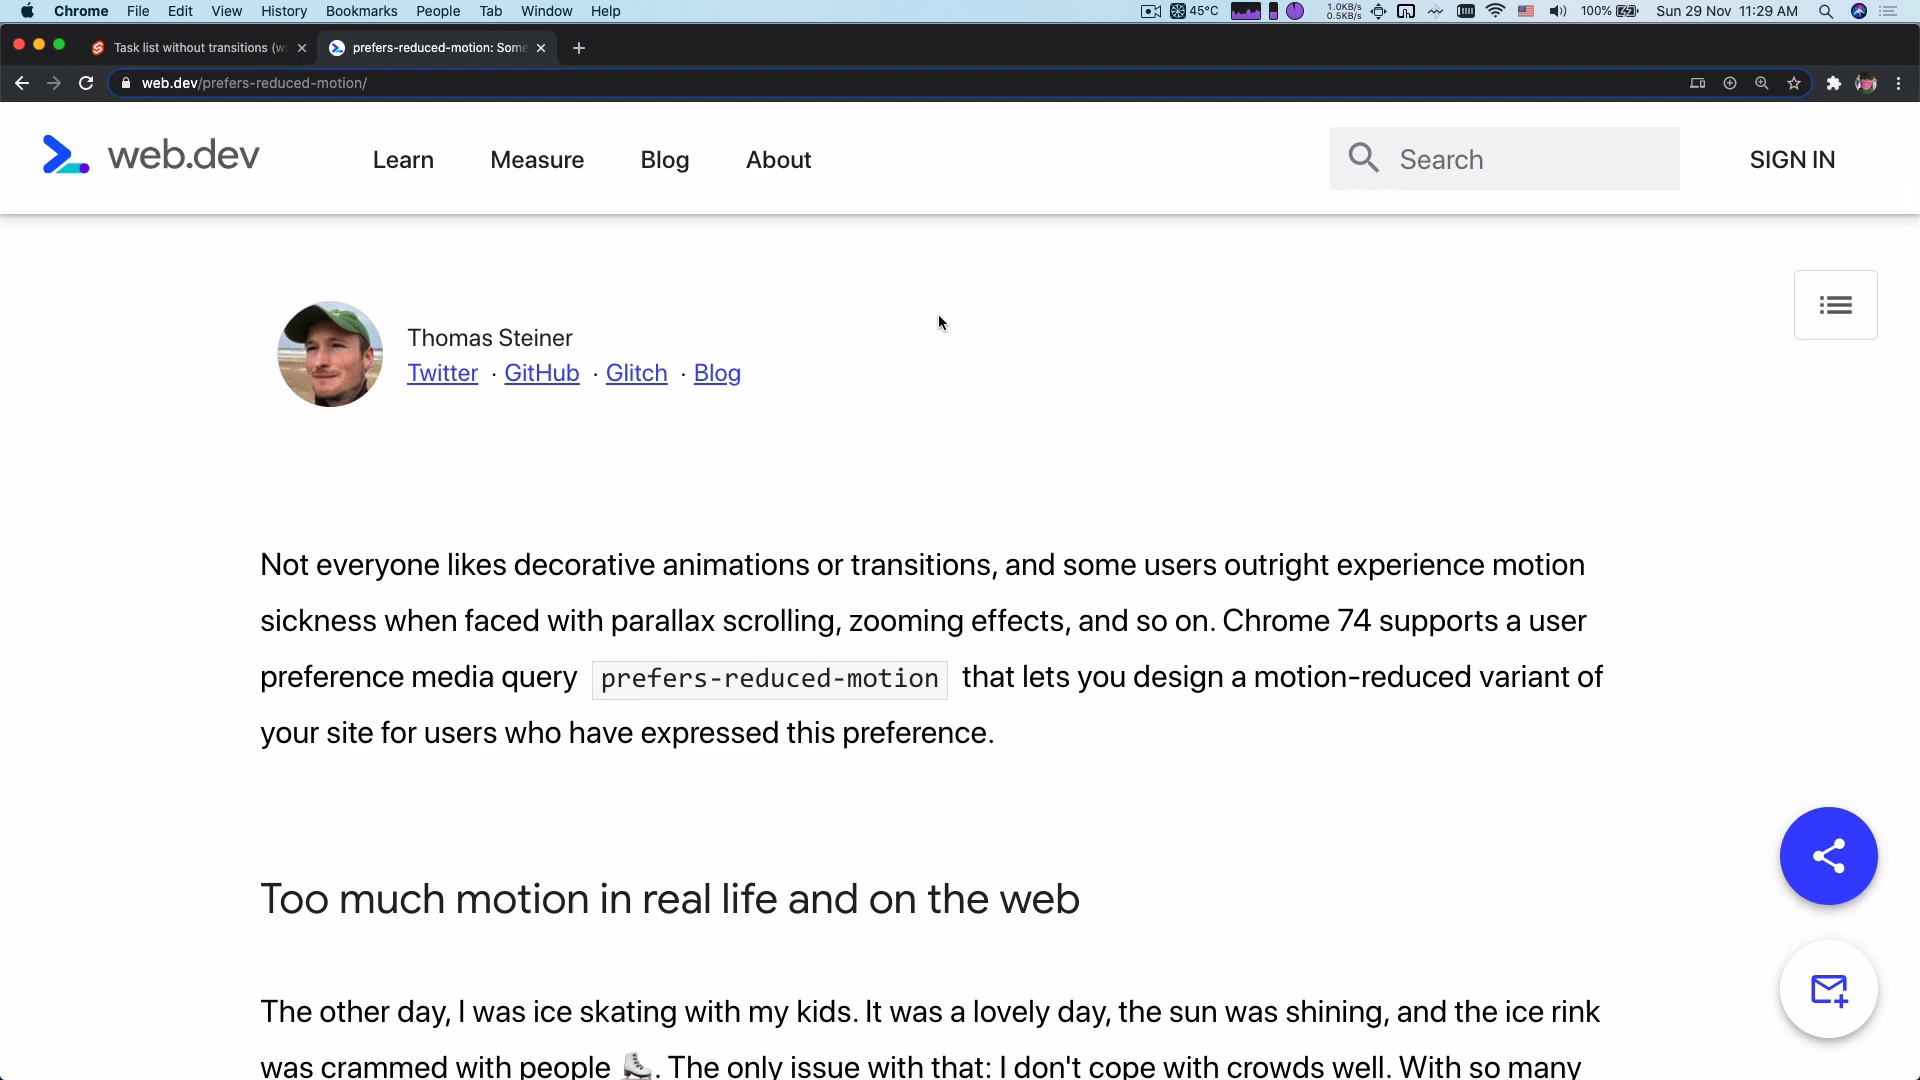 Chrome File Edit View History Bookmarks People Tab Window Help 45°C 1.0KB/s 0.5KB/s 100% Sun 29 Nov 11:29 AM
Task list without transitions (wi prefers-reduced-motion: Some
web.dev/prefers-reduced-motion/
web.dev Learn Measure Blog About Search SIGN IN
Thomas Steiner
Twitter · GitHub · Glitch · Blog
Not everyone likes decorative animations or transitions, and some users outright experience motion
sickness when faced with parallax scrolling, zooming effects, and so on. Chrome 74 supports a user
preference media query prefers-reduced-motion that lets you design a motion-reduced variant of
your site for users who have expressed this preference.
Too much motion in real life and on the web
The other day, I was ice skating with my kids. It was a lovely day, the sun was shining, and the ice rink
was crammed with people ⛸. The only issue with that: I don't cope with crowds well. With so many